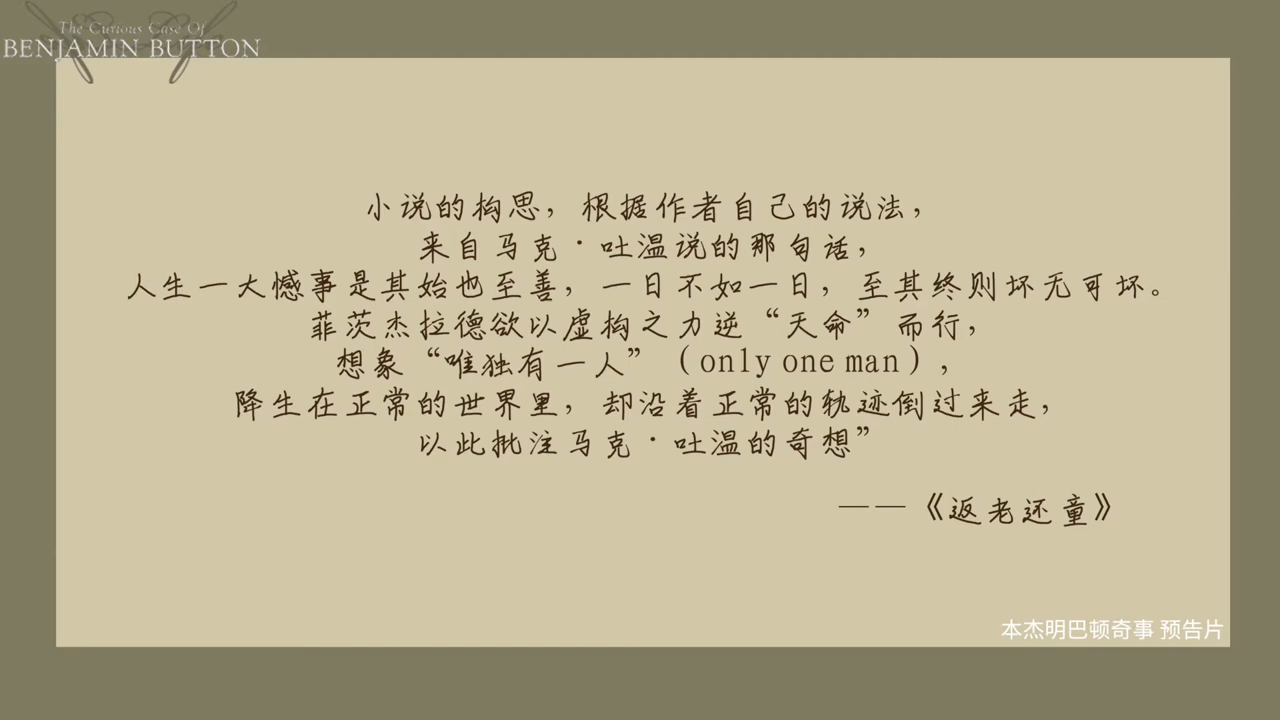 The Curious Case Of
BENJAMIN BUTTON
小说的构思，根据作者自己的说法，
来自马克·吐温说的那句话，
人生一大憾事是其始也至善，一日不如一日，至其终则坏无可坏。
菲茨杰拉德欲以虚构之力逆“天命”而行，
想象“唯独有一人”（only one man），
降生在正常的世界里，却沿着正常的轨迹倒过来走，
以此批注马克·吐温的奇想”
——《返老还童》
本杰明巴顿奇事 预告片